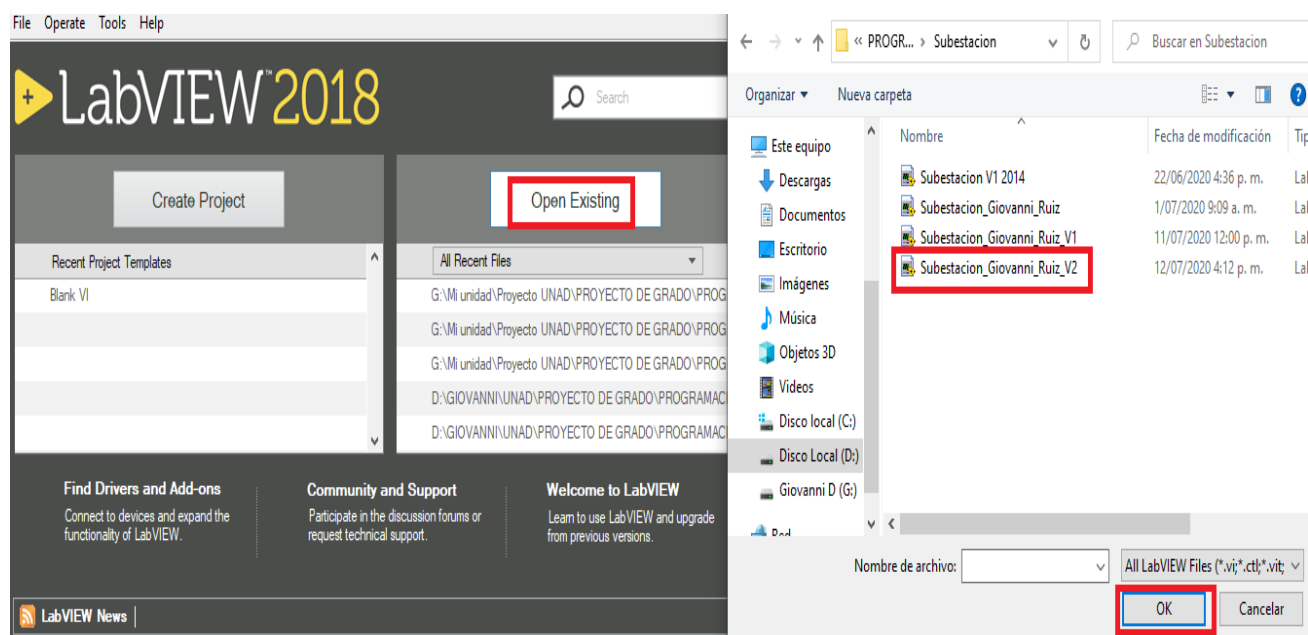 File Operate Tools Help
LabVIEW™ 2018
Search
Create Project
Open Existing
Recent Project Templates
Blank VI
All Recent Files
G:\Mi unidad\Proyecto UNAD\PROYECTO DE GRADO\PROG
G:\Mi unidad\Proyecto UNAD\PROYECTO DE GRADO\PROG
G:\Mi unidad\Proyecto UNAD\PROYECTO DE GRADO\PROG
D:\GIOVANNI\UNAD\PROYECTO DE GRADO\PROGRAMAC
D:\GIOVANNI\UNAD\PROYECTO DE GRADO\PROGRAMAC
Find Drivers and Add-ons
Connect to devices and expand the
functionality of LabVIEW.
Community and Support
Participate in the discussion forums or
request technical support.
Welcome to LabVIEW
Learn to use LabVIEW and upgrade
from previous versions.
LabVIEW News
« PROGR... › Subestacion
Buscar en Subestacion
Organizar
Nueva carpeta
Este equipo
Descargas
Documentos
Escritorio
Imágenes
Música
Objetos 3D
Videos
Disco local (C:)
Disco Local (D:)
Giovanni D (G:)
Red
Nombre Fecha de modificación Tip
Subestacion V1 2014 22/06/2020 4:36 p. m. Lal
Subestacion_Giovanni_Ruiz 1/07/2020 9:09 a. m. Lal
Subestacion_Giovanni_Ruiz_V1 11/07/2020 12:00 p. m. Lal
Subestacion_Giovanni_Ruiz_V2 12/07/2020 4:12 p. m. Lal
Nombre de archivo:
All LabVIEW Files (*.vi;*.ctl;*.vit;
OK Cancelar